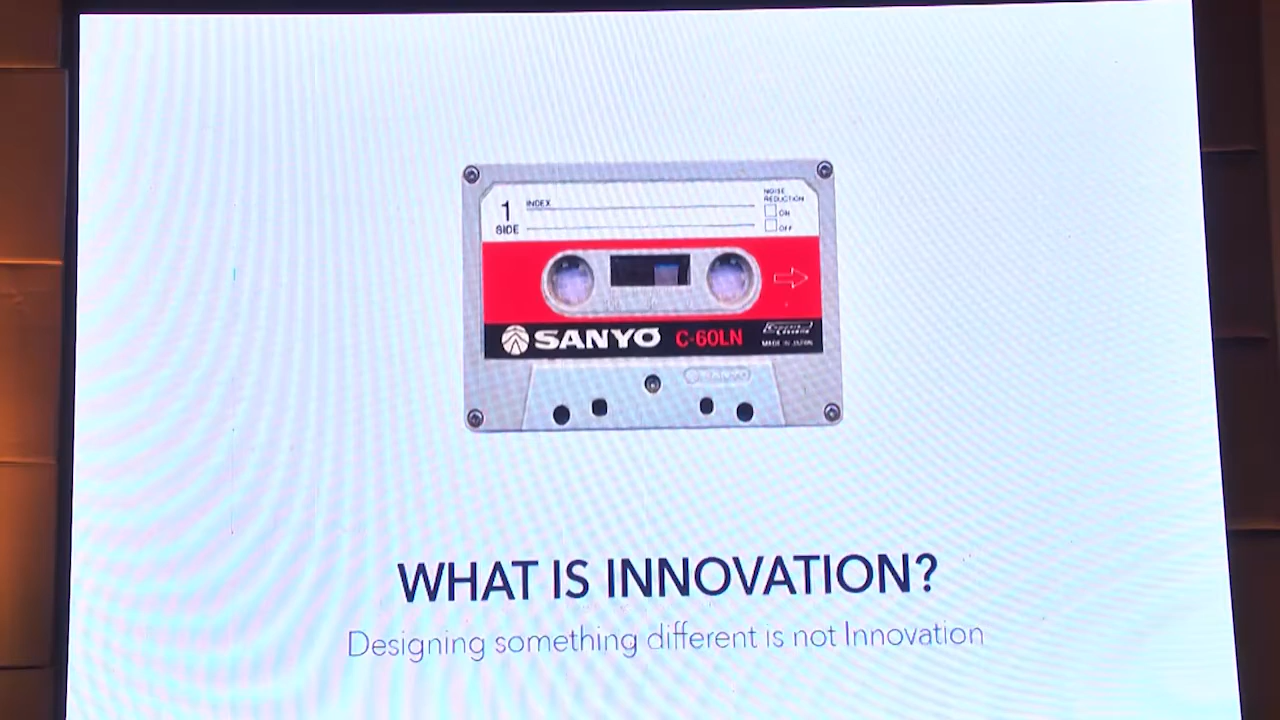 1
SIDE
INDEX
NOISE
REDUCTION
ON
OFF
SANYO C-60LN
MADE IN JAPAN
WHAT IS INNOVATION?
Designing something different is not Innovation